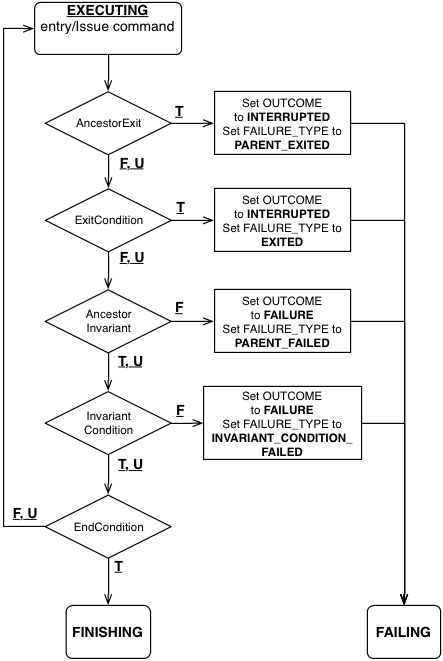 EXECUTING
entry/Issue command
AncestorExit
T
Set OUTCOME
to INTERRUPTED
Set FAILURE_TYPE to
PARENT_EXITED
F, U
ExitCondition
T
Set OUTCOME
to INTERRUPTED
Set FAILURE_TYPE to
EXITED
F, U
Ancestor
Invariant
F
Set OUTCOME
to FAILURE
Set FAILURE_TYPE to
PARENT_FAILED
T, U
Invariant
Condition
F
Set OUTCOME
to FAILURE
Set FAILURE_TYPE to
INVARIANT_CONDITION_
FAILED
T, U
F, U
EndCondition
T
FINISHING
FAILING